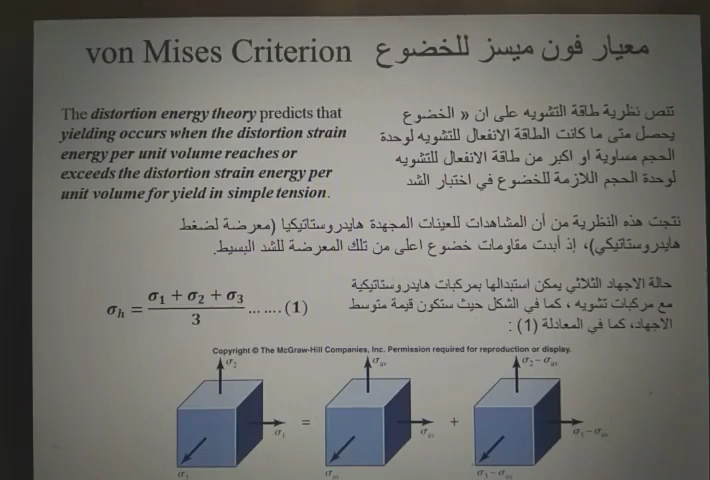 von Mises Criterion معيار فون ميسز للخضوع
The distortion energy theory predicts that
yielding occurs when the distortion strain
energy per unit volume reaches or
exceeds the distortion strain energy per
unit volume for yield in simple tension.
تنص نظرية طاقة التشويه على ان « الخضوع
يحصل متى ما كانت الطاقة الانفعال للتشويه لوحدة
الحجم مساوية او اكبر من طاقة الانفعال للتشويه
لوحدة الحجم اللازمة للخضوع في اختبار الشد
نتجت هذه النظرية من أن المشاهدات للعينات المجهدة هايدروستاتيكيا (معرضة لضغط
هايدروستاتيكي)، إذ أبدت مقاومات خضوع اعلى من تلك المعرضة للشد البسيط.
حالة الاجهاد الثلاثي يمكن استبدالها بمركبات هايدروستاتيكية
مع مركبات تشويه ، كما في الشكل حيث ستكون قيمة متوسط
الاجهاد، كما في المعادلة (1) :
σh = (σ1 + σ2 + σ3) / 3 ... .... (1)
Copyright © The McGraw-Hill Companies, Inc. Permission required for reproduction or display.
σ2 σav σ2 − σav
σ1 = σav + σ1 − σav
σ3 σav σ3 − σav